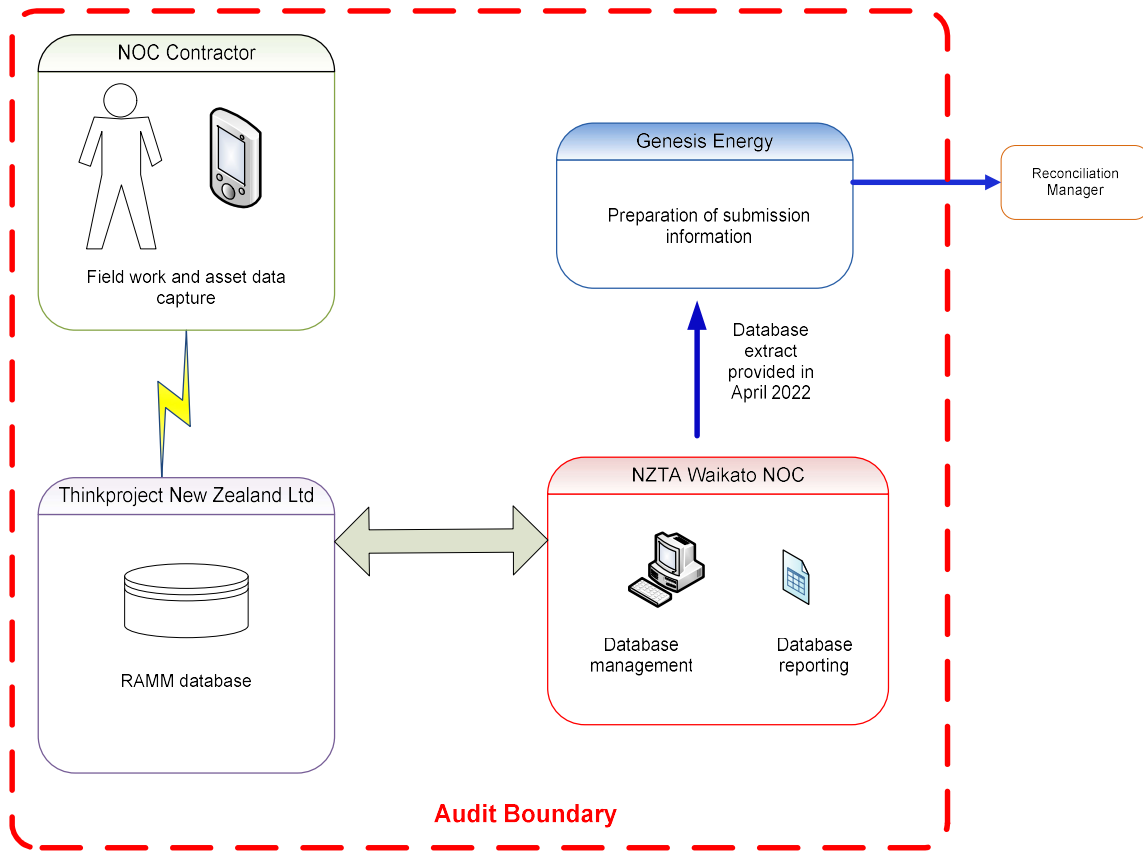 NOC Contractor
Field work and asset data
capture
Genesis Energy
Preparation of submission
information
Reconciliation
Manager
Database
extract
provided in
April 2022
Thinkproject New Zealand Ltd
RAMM database
NZTA Waikato NOC
Database
management
Database
reporting
Audit Boundary